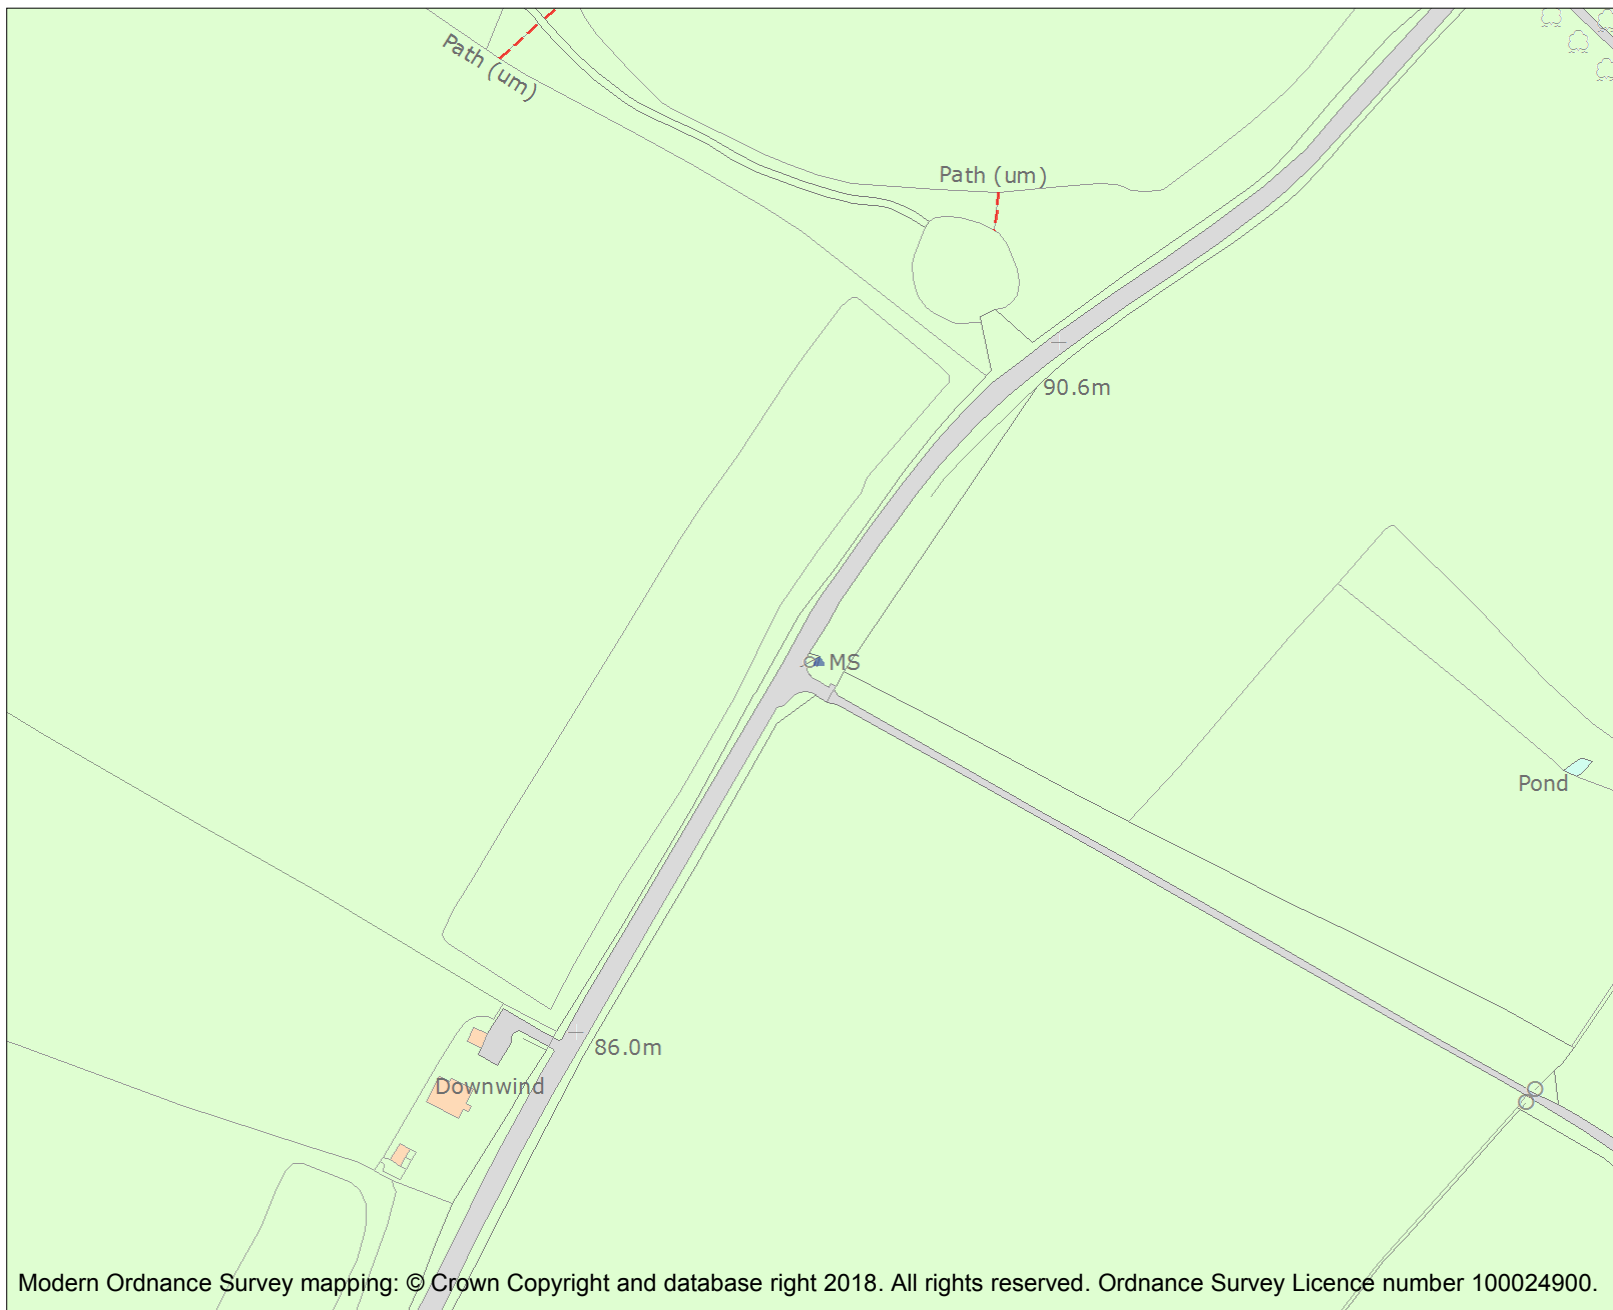 Path (um)
Path (um)
90.6m
MS
Pond
86.0m
Downwind
Modern Ordnance Survey mapping: © Crown Copyright and database right 2018. All rights reserved. Ordnance Survey Licence number 100024900.